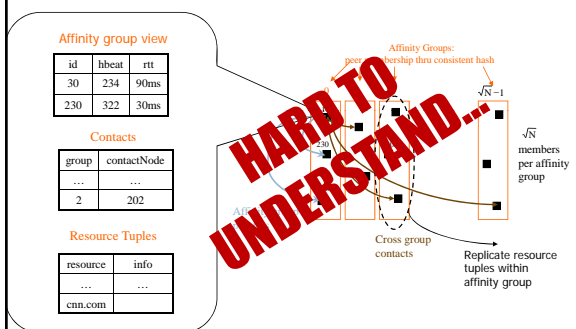 Affinity group view
id hbeat rtt
30 234 90ms
230 322 30ms
Contacts
group contactNode
… …
2 202
Resource Tuples
resource info
… …
cnn.com
Affinity Groups:
peer membership thru consistent hash
0
√N −1
230
HARD TO
UNDERSTAND...
√N
members
per affinity
group
Cross group
contacts
Replicate resource
tuples within
affinity group